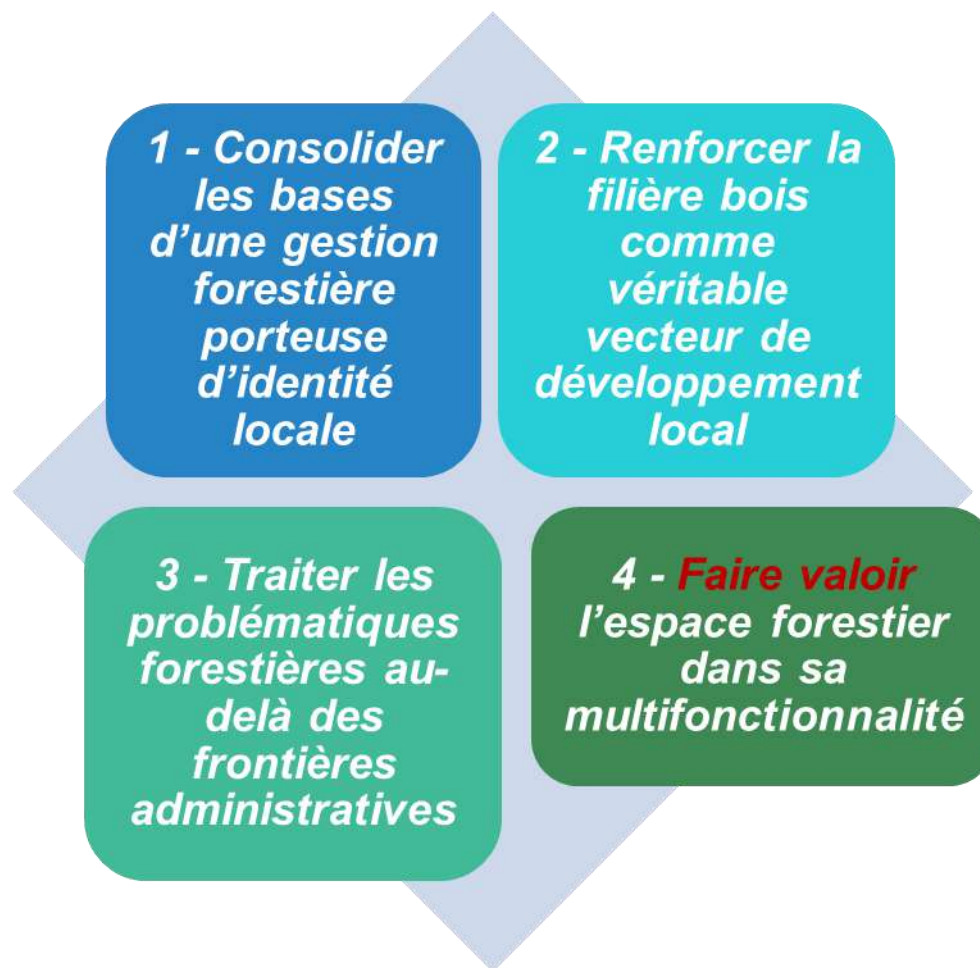 1 - Consolider
les bases
d’une gestion
forestière
porteuse
d’identité
locale
2 - Renforcer la
filière bois
comme
véritable
vecteur de
développement
local
3 - Traiter les
problématiques
forestières au-
delà des
frontières
administratives
4 - Faire valoir
l’espace forestier
dans sa
multifonctionnalité